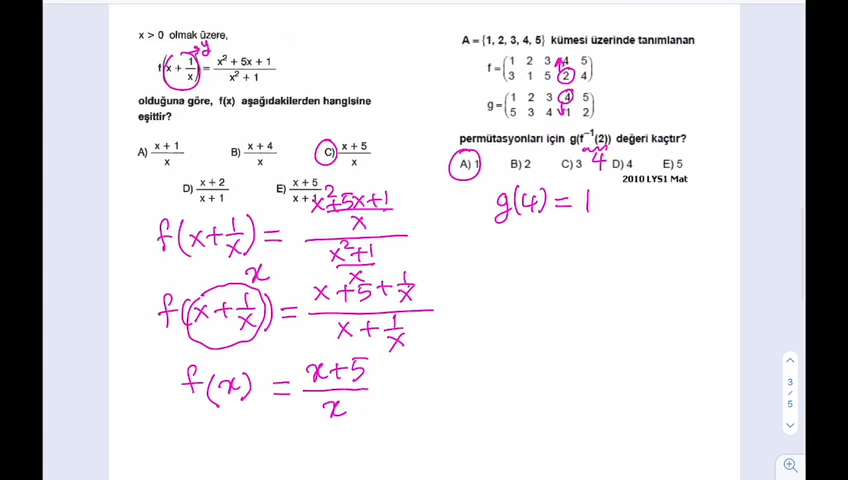 x > 0 olmak üzere,
y
f(x + 1/x) = (x² + 5x + 1)/(x² + 1)
olduğuna göre, f(x) aşağıdakilerden hangisine
eşittir?
A) (x + 1)/x B) (x + 4)/x C) (x + 5)/x
D) (x + 2)/(x + 1) E) (x + 5)/(x + 1)
f(x + 1/x) = ((x² + 5x + 1)/x)/((x² + 1)/x)
x
f(x + 1/x) = (x + 5 + 1/x)/(x + 1/x)
f(x) = (x + 5)/x
A = {1, 2, 3, 4, 5} kümesi üzerinde tanımlanan
f = (1 2 3 4 5
3 1 5 2 4)
g = (1 2 3 4 5
5 3 4 1 2)
permütasyonları için g(f⁻¹(2)) değeri kaçtır?
4
A) 1 B) 2 C) 3 D) 4 E) 5
2010 LYS1 Mat
g(4) = 1
3
/
5